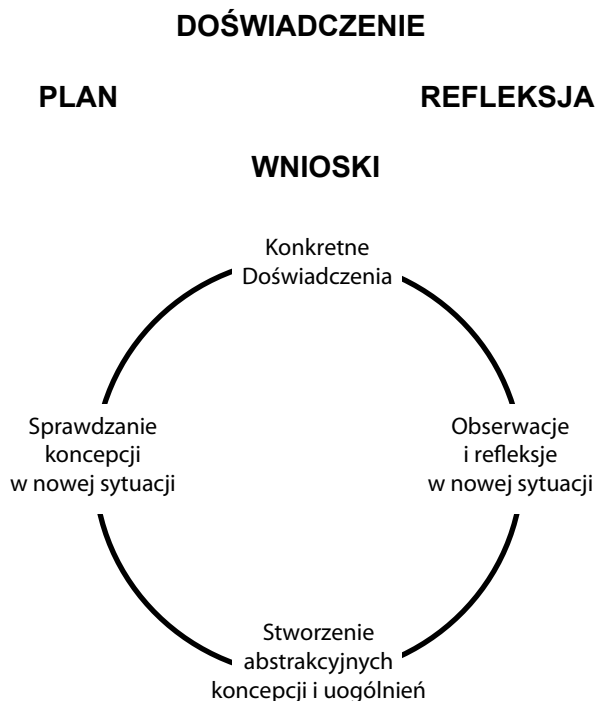 DOŚWIADCZENIE
PLAN
REFLEKSJA
WNIOSKI
Konkretne
Doświadczenia
Sprawdzanie
koncepcji
w nowej sytuacji
Obserwacje
i refleksje
w nowej sytuacji
Stworzenie
abstrakcyjnych
koncepcji i uogólnień